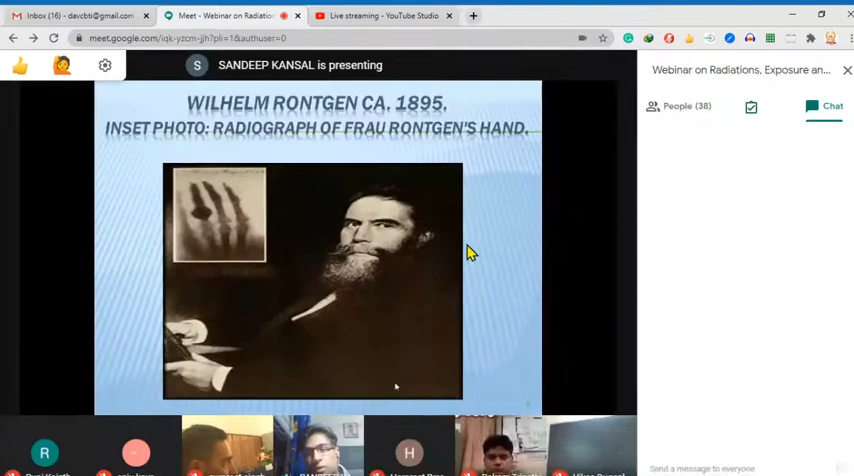 Inbox (16) - davcbti@gmail.com
Meet - Webinar on Radiation
Live streaming - YouTube Studio
meet.google.com/iqk-yzcm-jjh?pli=1&authuser=0
S
SANDEEP KANSAL is presenting
Webinar on Radiations, Exposure an...
People (38)
Chat
WILHELM RONTGEN CA. 1895.
INSET PHOTO: RADIOGRAPH OF FRAU RONTGEN'S HAND.
R
H
Send a message to everyone